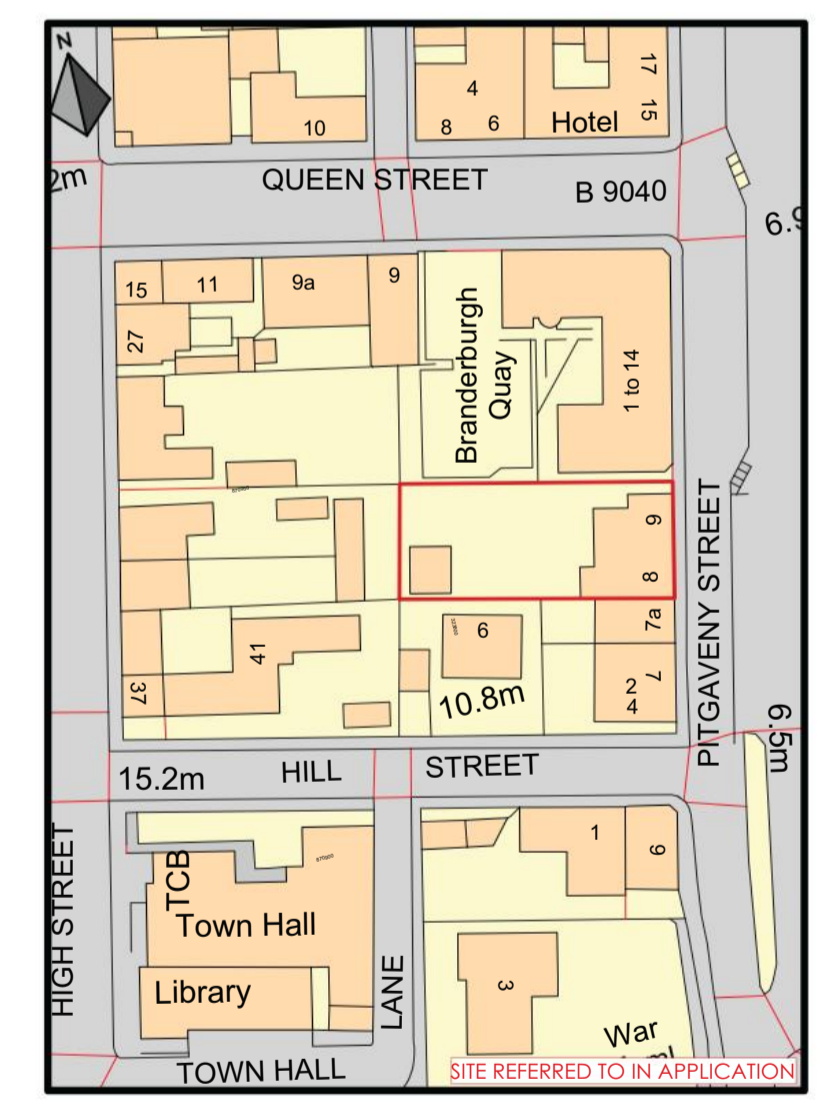 N
17
4
15
10
8
6
Hotel
2m
QUEEN STREET
B 9040
15
11
9a
9
27
Branderburgh
Quay
1 to 14
9
8
PITGAVENY STREET
7a
6
41
37
7
2
4
10.8m
6.5m
15.2m
HILL
STREET
1
6
HIGH STREET
TCB
Town Hall
Library
LANE
3
War
TOWN HALL
SITE REFERRED TO IN APPLICATION